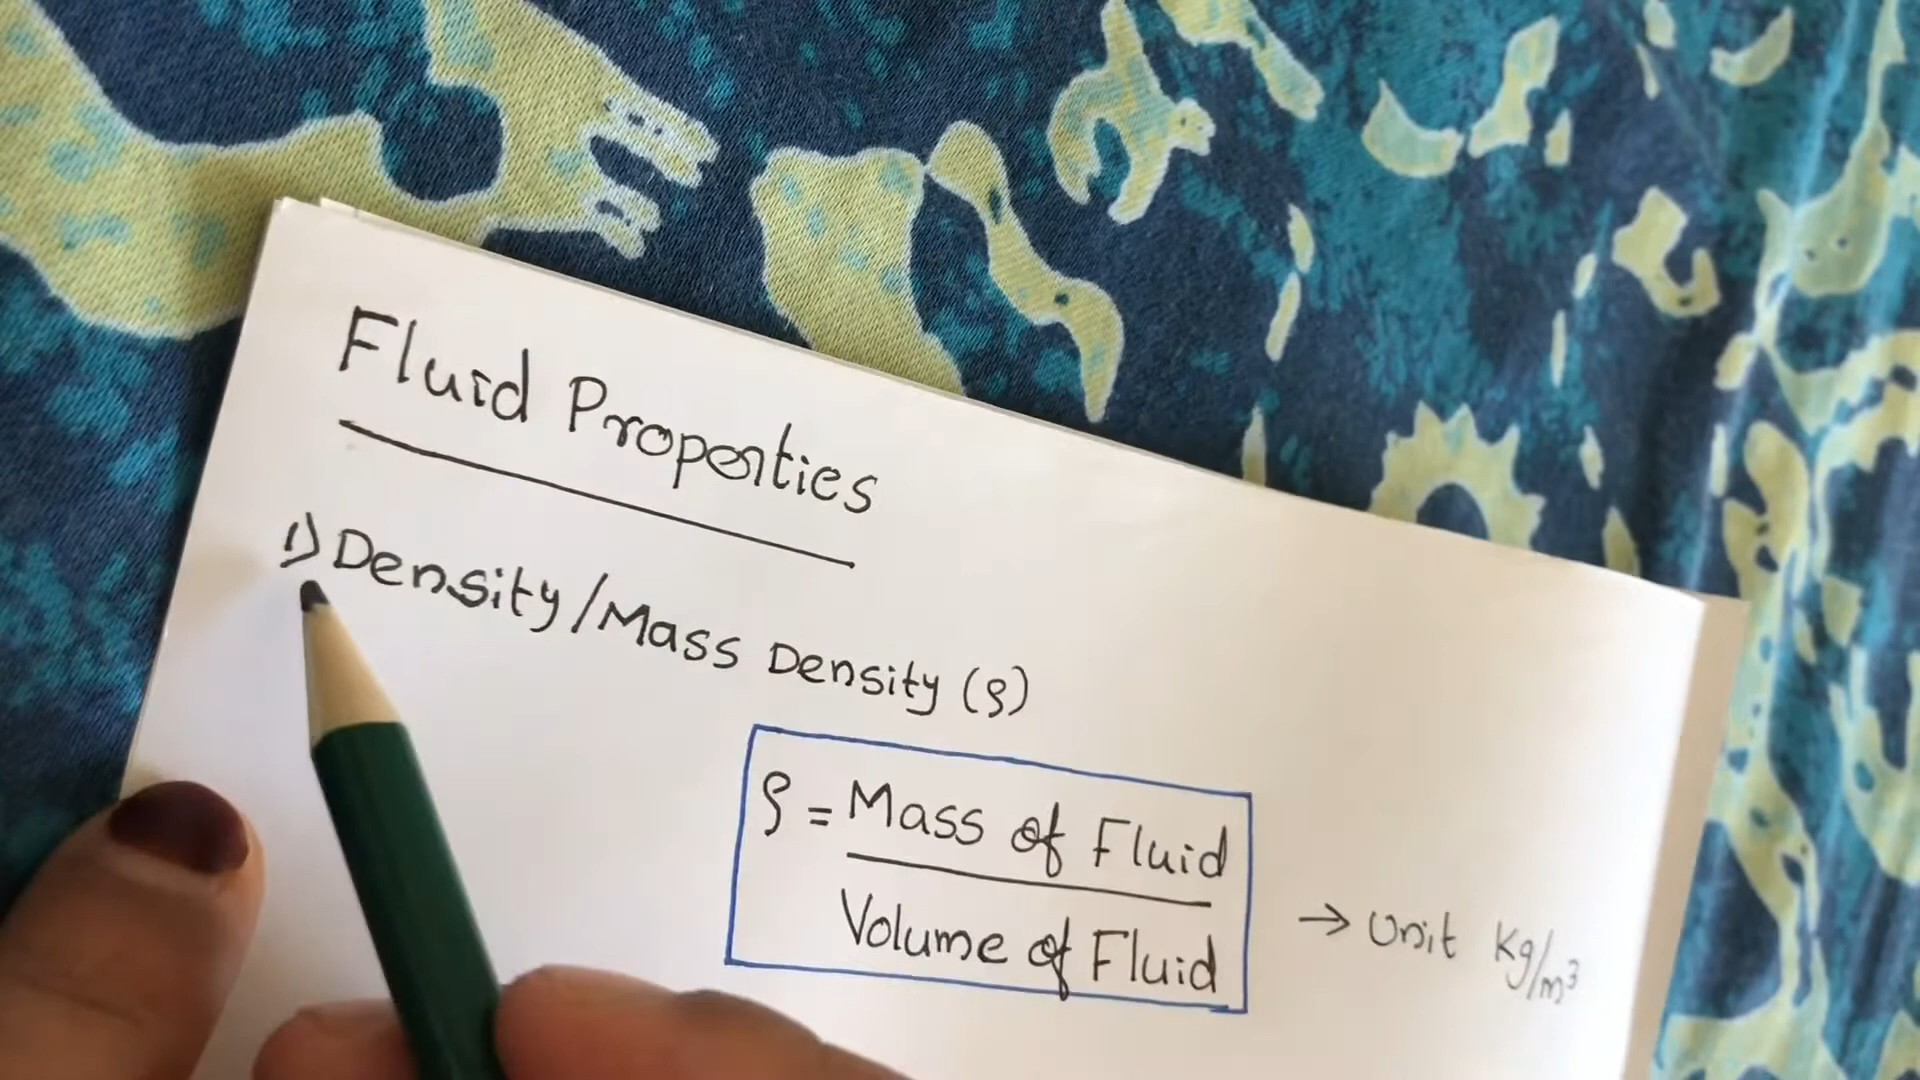 Fluid Properties
1) Density/Mass Density (ρ)
ρ = Mass of Fluid
Volume of Fluid
→ Unit Kg/m³